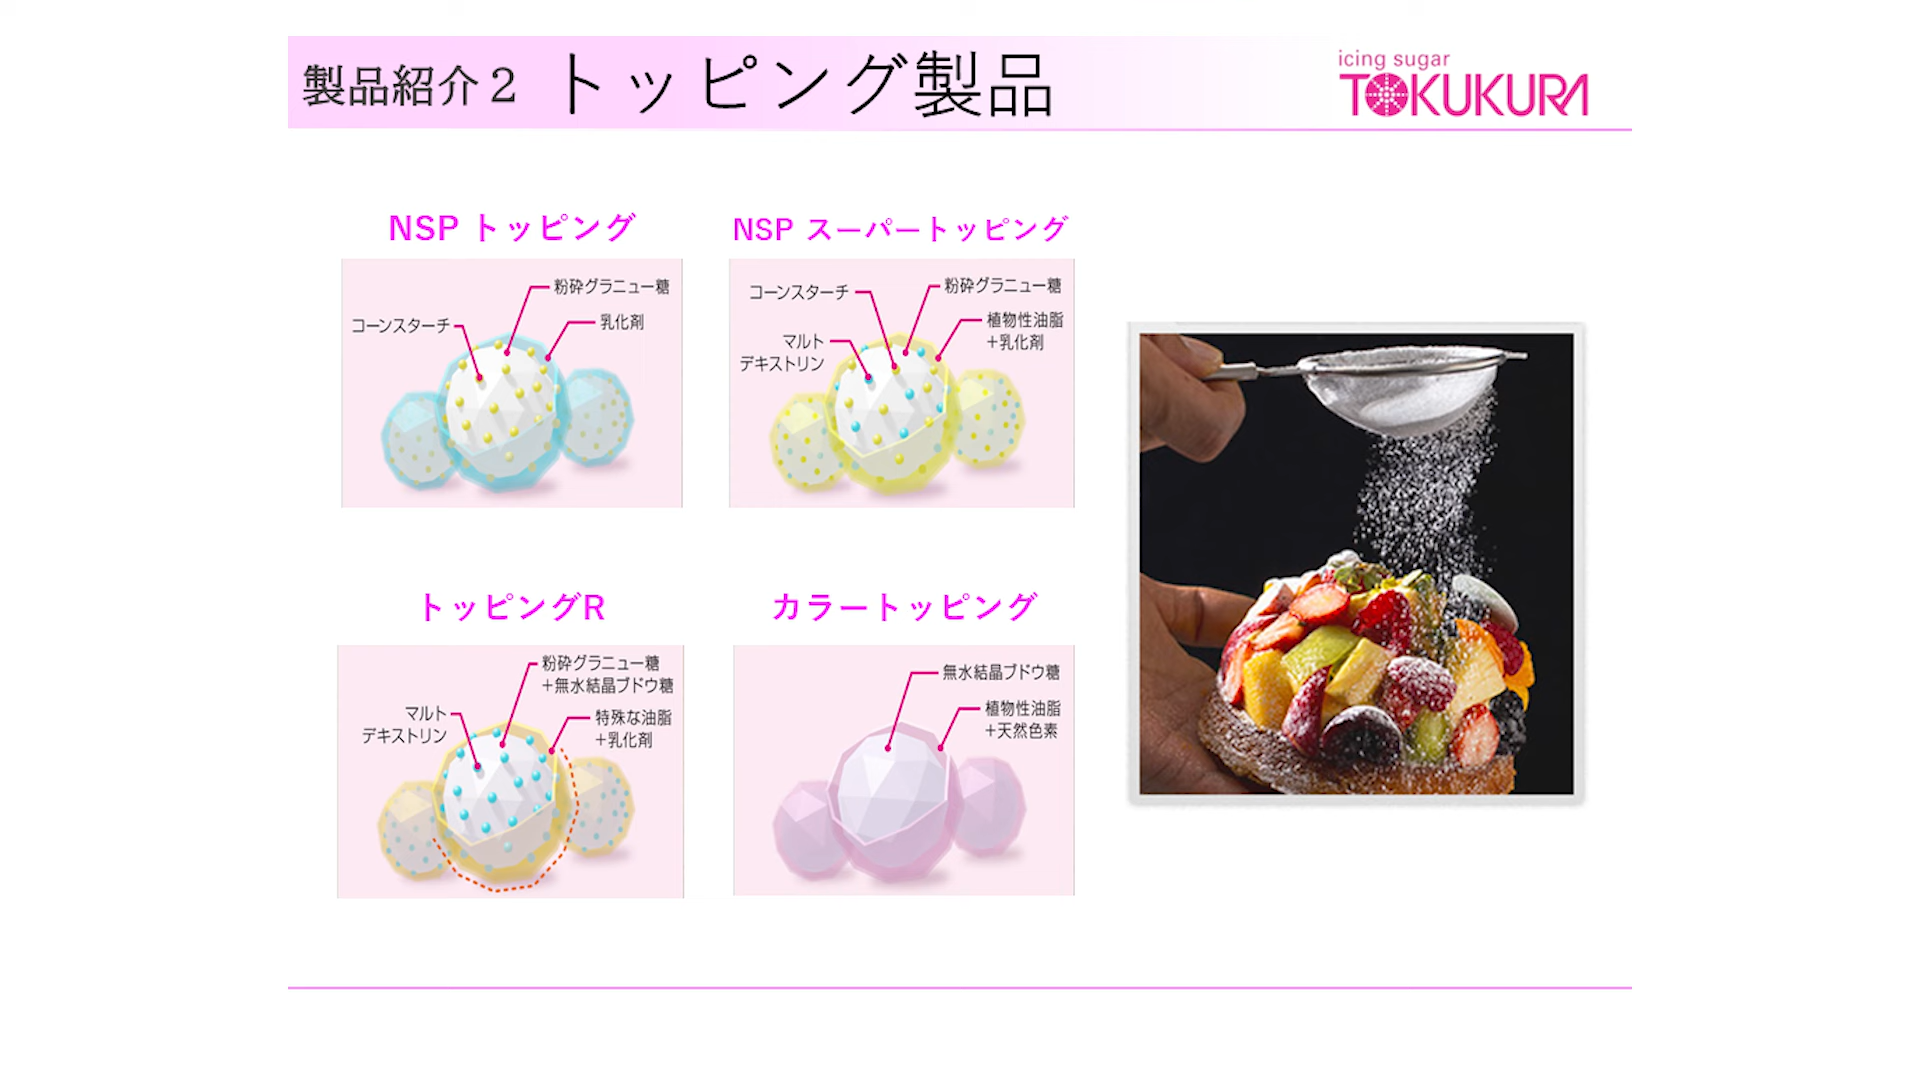 製品紹介２ トッピング製品
icing sugar
TOKUKURA
NSP トッピング
粉砕グラニュー糖
コーンスターチ
乳化剤
NSP スーパートッピング
コーンスターチ
粉砕グラニュー糖
マルト
デキストリン
植物性油脂
＋乳化剤
トッピングR
粉砕グラニュー糖
＋無水結晶ブドウ糖
マルト
デキストリン
特殊な油脂
＋乳化剤
カラートッピング
無水結晶ブドウ糖
植物性油脂
＋天然色素